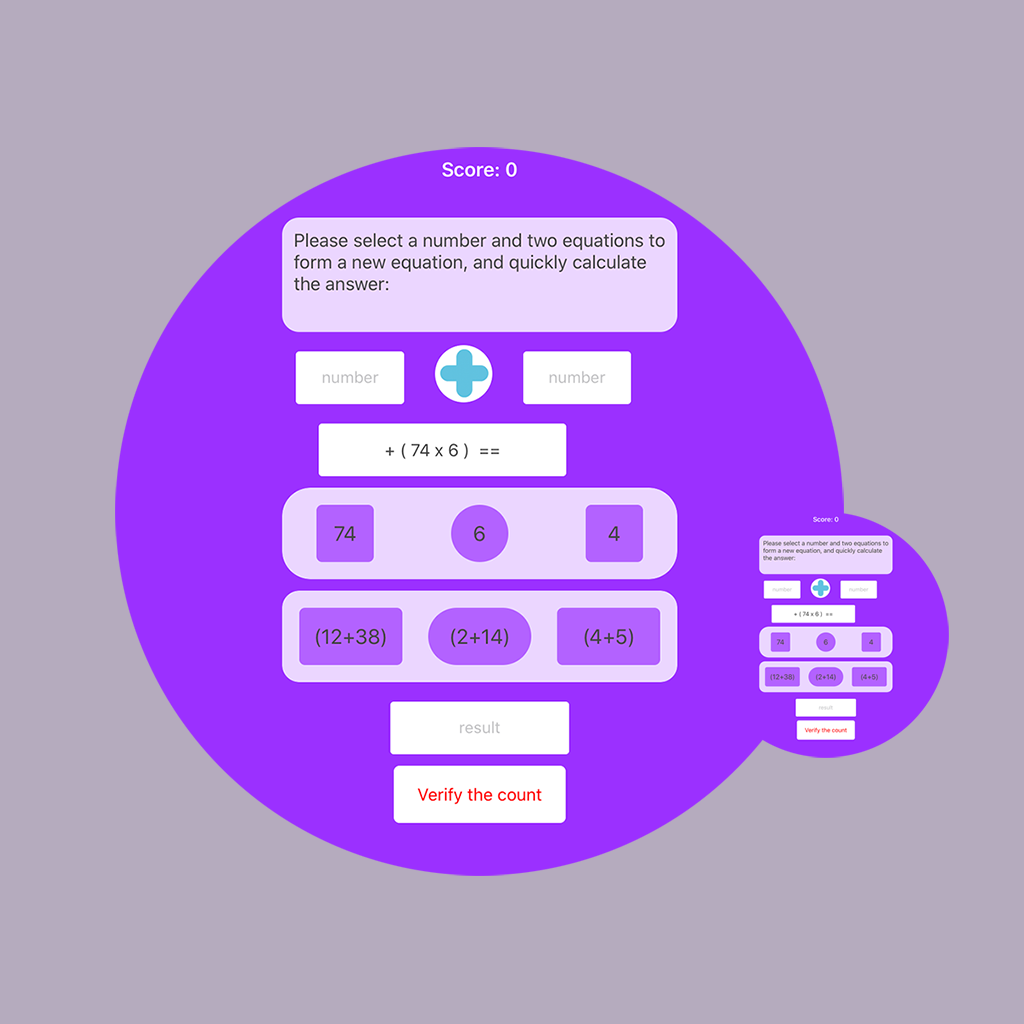 Score: 0
Please select a number and two equations to
form a new equation, and quickly calculate
the answer:
number number
+ ( 74 x 6 ) ==
74 6 4
(12+38) (2+14) (4+5)
result
Verify the count
Score: 0
Please select a number and two equations to
form a new equation, and quickly calculate
the answer:
number number
+ ( 74 x 6 ) ==
74 6 4
(12+38) (2+14) (4+5)
result
Verify the count